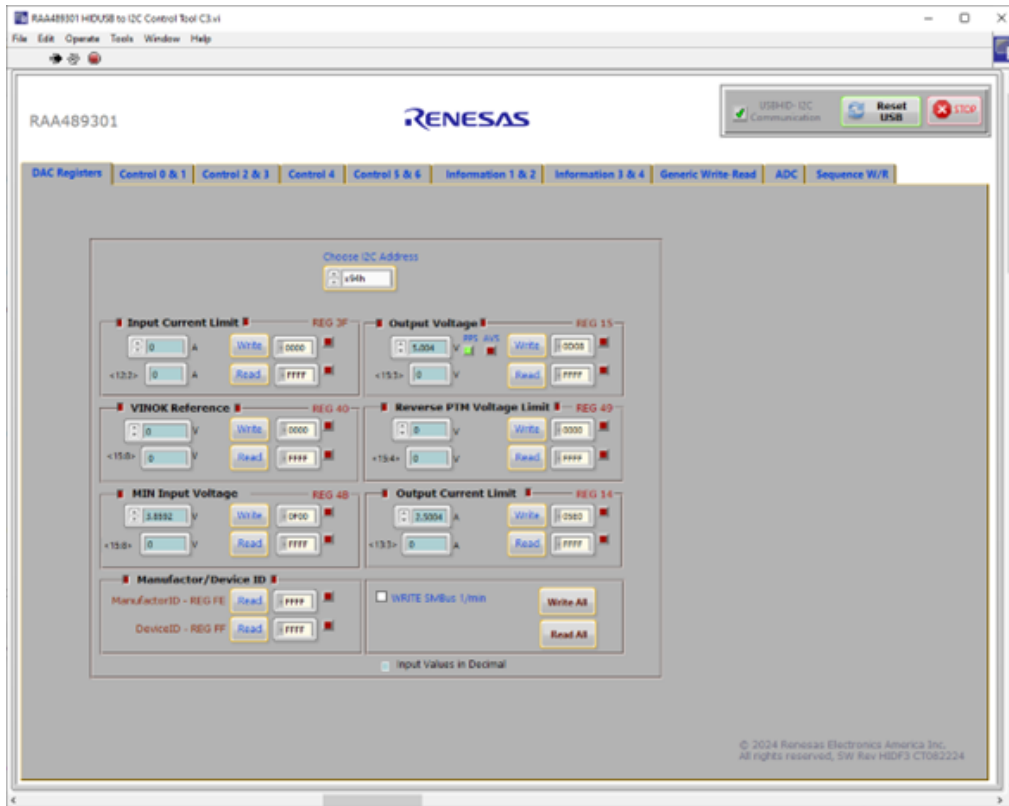 RAA489301 HIDUSB to I2C Control Tool C3.vi
File Edit Operate Tools Window Help
RAA489301
RENESAS
USBHID- I2C Communication
Reset USB
STOP
DAC Registers Control 0 & 1 Control 2 & 3 Control 4 Control 5 & 6 Information 1 & 2 Information 3 & 4 Generic Write-Read ADC Sequence W/R
Choose I2C Address
x94h
Input Current Limit REG 3F
0 A Write 0000
<12:2> 0 A Read FFFF
Output Voltage REG 15
5.004 V PPS AVS Write
<15:3> 0 V Read FFFF
VINOK Reference REG 40
0 V Write 0000
<15:8> 0 V Read FFFF
Reverse PTM Voltage Limit REG 49
0 V Write 0000
<15:4> 0 V Read FFFF
MIN Input Voltage REG 4B
V Write 0F00
<15:8> 0 V Read FFFF
Output Current Limit REG 14
2.5004 A Write
<13:3> 0 A Read FFFF
Manufactor/Device ID
ManufactorID - REG FE Read FFFF
DeviceID - REG FF Read FFFF
WRITE SMBus 1/min
Write All
Read All
Input Values in Decimal
© 2024 Renesas Electronics America Inc.
All rights reserved, SW Rev HIDF3 CT082224